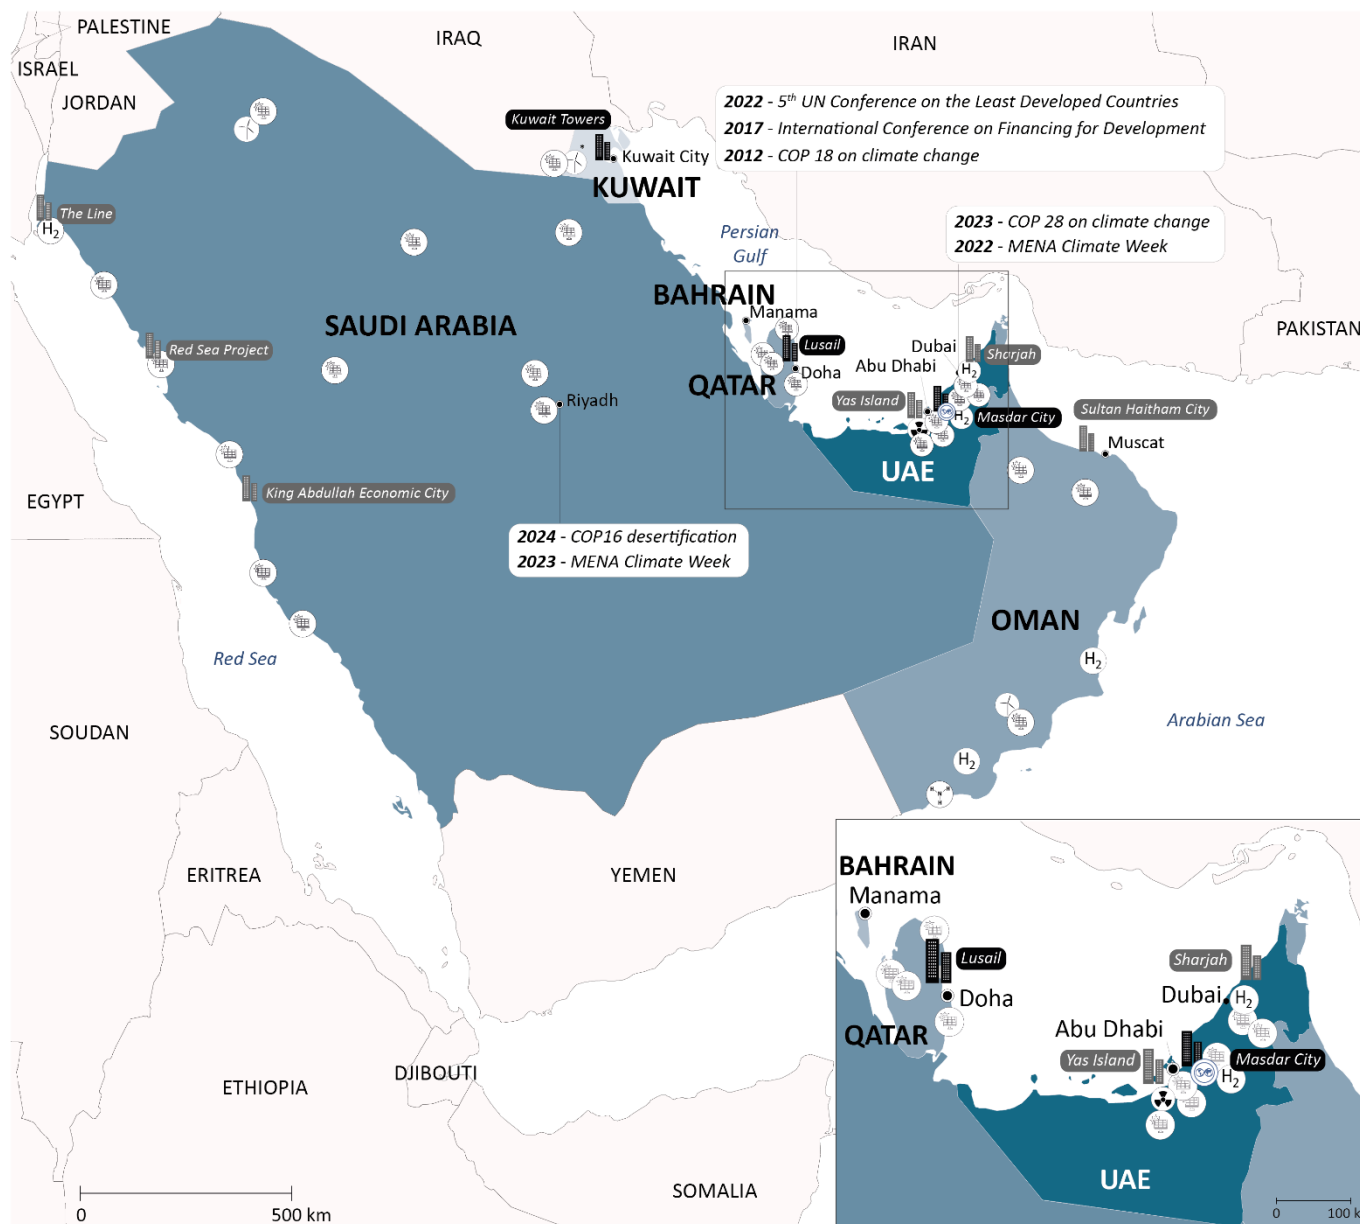 PALESTINE
IRAQ
IRAN
ISRAEL
JORDAN
2022 - 5th UN Conference on the Least Developed Countries
2017 - International Conference on Financing for Development
2012 - COP 18 on climate change
Kuwait Towers
*
Kuwait City
KUWAIT
The Line
H2
Persian
Gulf
2023 - COP 28 on climate change
2022 - MENA Climate Week
BAHRAIN
Manama
SAUDI ARABIA
PAKISTAN
Red Sea Project
Lusail
Dubai
Sharjah
Abu Dhabi
H2
Doha
QATAR
Riyadh
Yas Island
H2
Masdar City
Sultan Haitham City
Muscat
UAE
King Abdullah Economic City
EGYPT
2024 - COP16 desertification
2023 - MENA Climate Week
OMAN
Red Sea
H2
Arabian Sea
SOUDAN
H2
H N H
H
ERITREA
YEMEN
BAHRAIN
Manama
Lusail
Sharjah
Doha
Dubai
H2
QATAR
Abu Dhabi
Yas Island
Masdar City
H2
DJIBOUTI
ETHIOPIA
UAE
SOMALIA
0 500 km
0 100 k